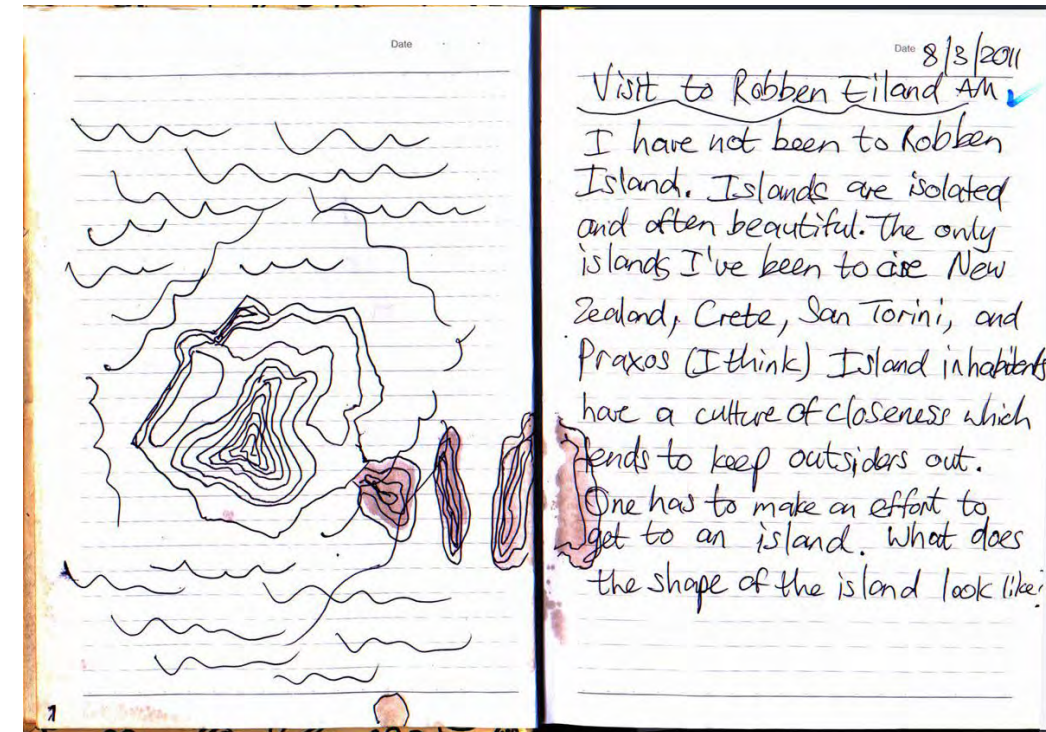 Date
1
Date 8/3/2011
Visit to Robben Eiland AM
I have not been to Robben
Island. Islands are isolated
and often beautiful. The only
islands I've been to are New
Zealand, Crete, San Torini, and
Praxos (I think) Island inhabitants
have a culture of closeness which
tends to keep outsiders out.
One has to make an effort to
get to an island. What does
the shape of the island look like?